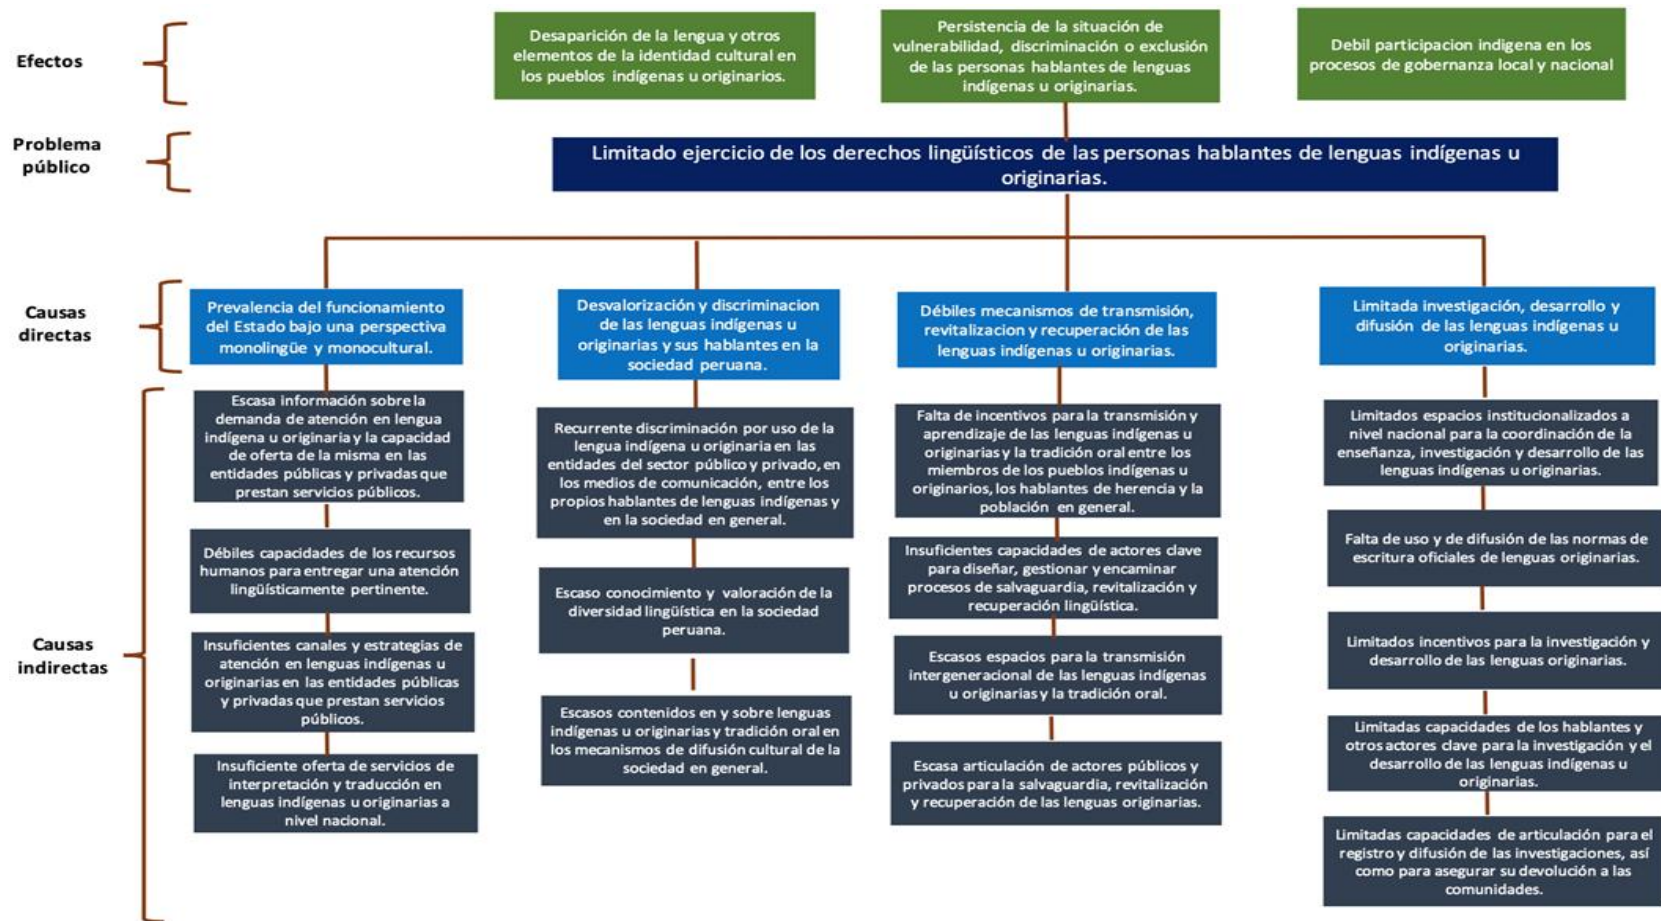 Efectos
Desaparición de la lengua y otros
elementos de la identidad cultural en
los pueblos indígenas u originarios.
Persistencia de la situación de
vulnerabilidad, discriminación o exclusión
de las personas hablantes de lenguas
indígenas u originarias.
Debil participacion indigena en los
procesos de gobernanza local y nacional
Problema
público
Limitado ejercicio de los derechos lingüísticos de las personas hablantes de lenguas indígenas u
originarias.
Causas
directas
Prevalencia del funcionamiento
del Estado bajo una perspectiva
monolingüe y monocultural.
Desvalorización y discriminacion
de las lenguas indígenas u
originarias y sus hablantes en la
sociedad peruana.
Débiles mecanismos de transmisión,
revitalizacion y recuperación de las
lenguas indígenas u originarias.
Limitada investigación, desarrollo y
difusión de las lenguas indígenas u
originarias.
Causas
indirectas
Escasa información sobre la
demanda de atención en lengua
indígena u originaria y la capacidad
de oferta de la misma en las
entidades públicas y privadas que
prestan servicios públicos.
Débiles capacidades de los recursos
humanos para entregar una atención
lingüísticamente pertinente.
Insuficientes canales y estrategias de
atención en lenguas indígenas u
originarias en las entidades públicas
y privadas que prestan servicios
públicos.
Insuficiente oferta de servicios de
interpretación y traducción en
lenguas indígenas u originarias a
nivel nacional.
Recurrente discriminación por uso de la
lengua indígena u originaria en las
entidades del sector público y privado, en
los medios de comunicación, entre los
propios hablantes de lenguas indígenas y
en la sociedad en general.
Escaso conocimiento y valoración de la
diversidad lingüística en la sociedad
peruana.
Escasos contenidos en y sobre lenguas
indígenas u originarias y tradición oral en
los mecanismos de difusión cultural de la
sociedad en general.
Falta de incentivos para la transmisión y
aprendizaje de las lenguas indígenas u
originarias y la tradición oral entre los
miembros de los pueblos indígenas u
originarios, los hablantes de herencia y la
población en general.
Insuficientes capacidades de actores clave
para diseñar, gestionar y encaminar
procesos de salvaguardia, revitalización y
recuperación lingüística.
Escasos espacios para la transmisión
intergeneracional de las lenguas indígenas
u originarias y la tradición oral.
Escasa articulación de actores públicos y
privados para la salvaguardia, revitalización
y recuperación de las lenguas originarias.
Limitados espacios institucionalizados a
nivel nacional para la coordinación de la
enseñanza, investigación y desarrollo de las
lenguas indígenas u originarias.
Falta de uso y de difusión de las normas de
escritura oficiales de lenguas originarias.
Limitados incentivos para la investigación y
desarrollo de las lenguas originarias.
Limitadas capacidades de los hablantes y
otros actores clave para la investigación y el
desarrollo de las lenguas indígenas u
originarias.
Limitadas capacidades de articulación para el
registro y difusión de las investigaciones, así
como para asegurar su devolución a las
comunidades.